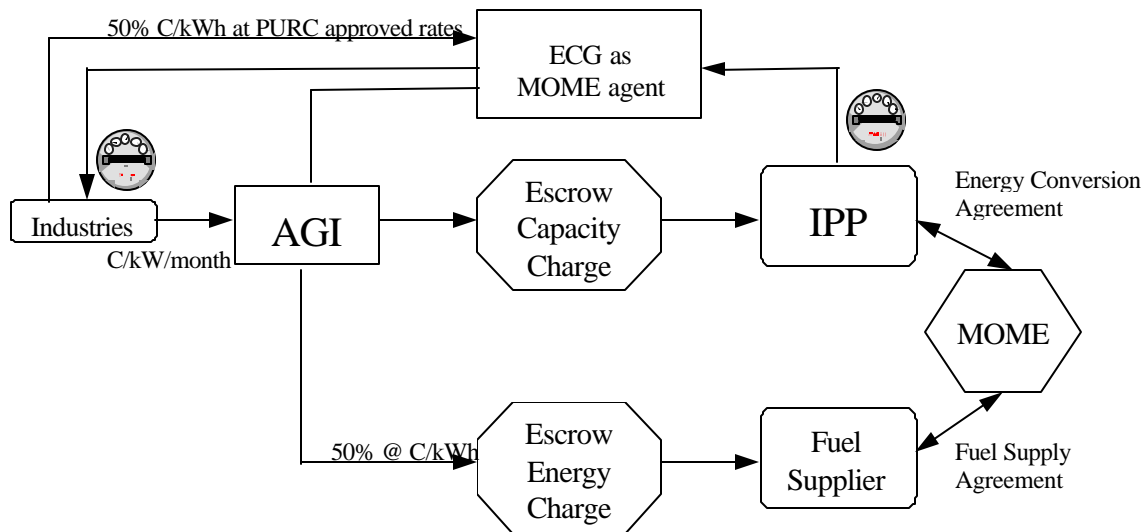 50% C/kWh at PURC approved rates
ECG as
MOME agent
Industries
C/kW/month
AGI
Escrow
Capacity
Charge
IPP
Energy Conversion
Agreement
MOME
50% @ C/kWh
Escrow
Energy
Charge
Fuel
Supplier
Fuel Supply
Agreement